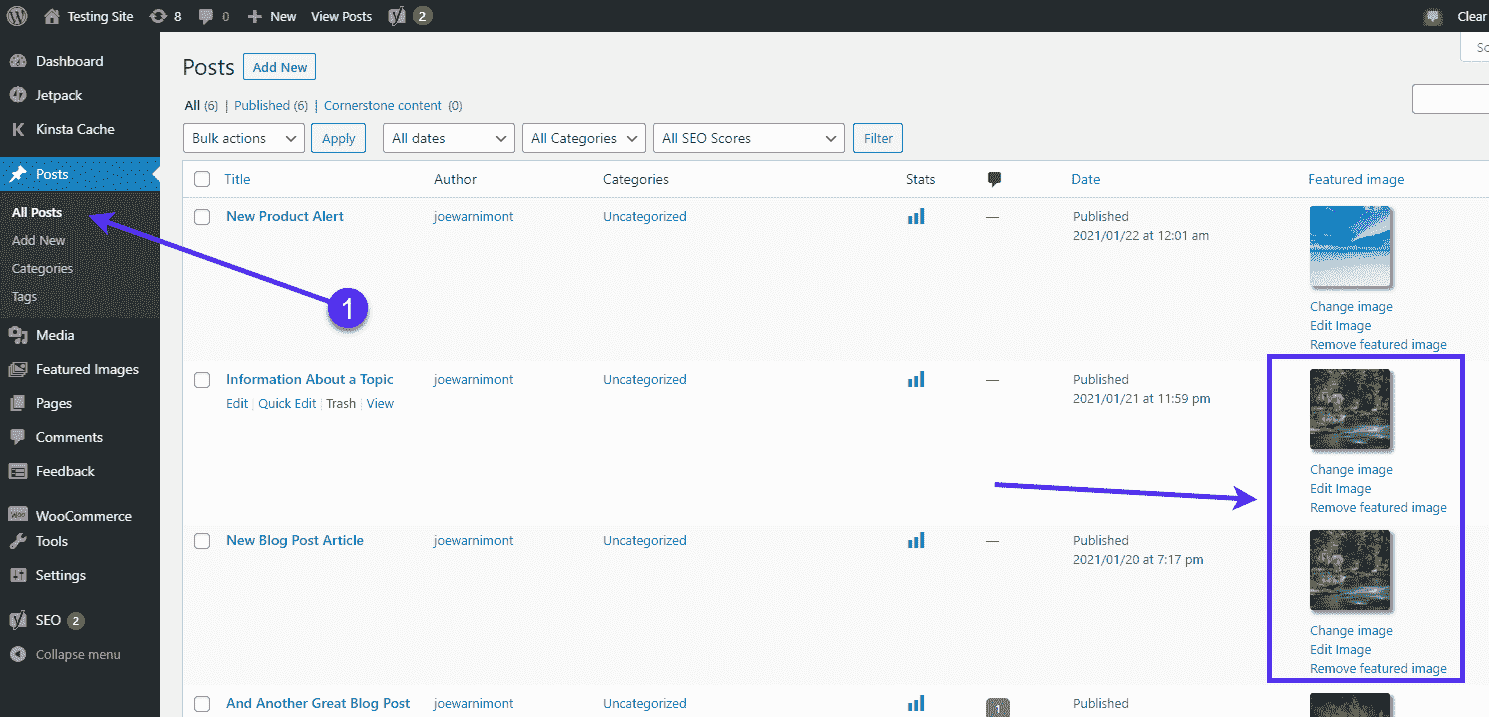 Testing Site 8 0 New View Posts 2 Clear
Dashboard
Jetpack
Kinsta Cache
Posts
All Posts
Add New
Categories
Tags
Media
Featured Images
Pages
Comments
Feedback
Woo WooCommerce
Tools
Settings
SEO 2
Collapse menu
1
Posts Add New
All (6) | Published (6) | Cornerstone content (0)
Bulk actions Apply All dates All Categories All SEO Scores Filter
Title Author Categories Stats Date Featured image
New Product Alert joewarnimont Uncategorized — Published
2021/01/22 at 12:01 am
Change image
Edit Image
Remove featured image
Information About a Topic joewarnimont Uncategorized — Published
Edit | Quick Edit | Trash | View 2021/01/21 at 11:59 pm
Change image
Edit Image
Remove featured image
New Blog Post Article joewarnimont Uncategorized — Published
2021/01/20 at 7:17 pm
Change image
Edit Image
Remove featured image
And Another Great Blog Post joewarnimont Uncategorized 1 Published